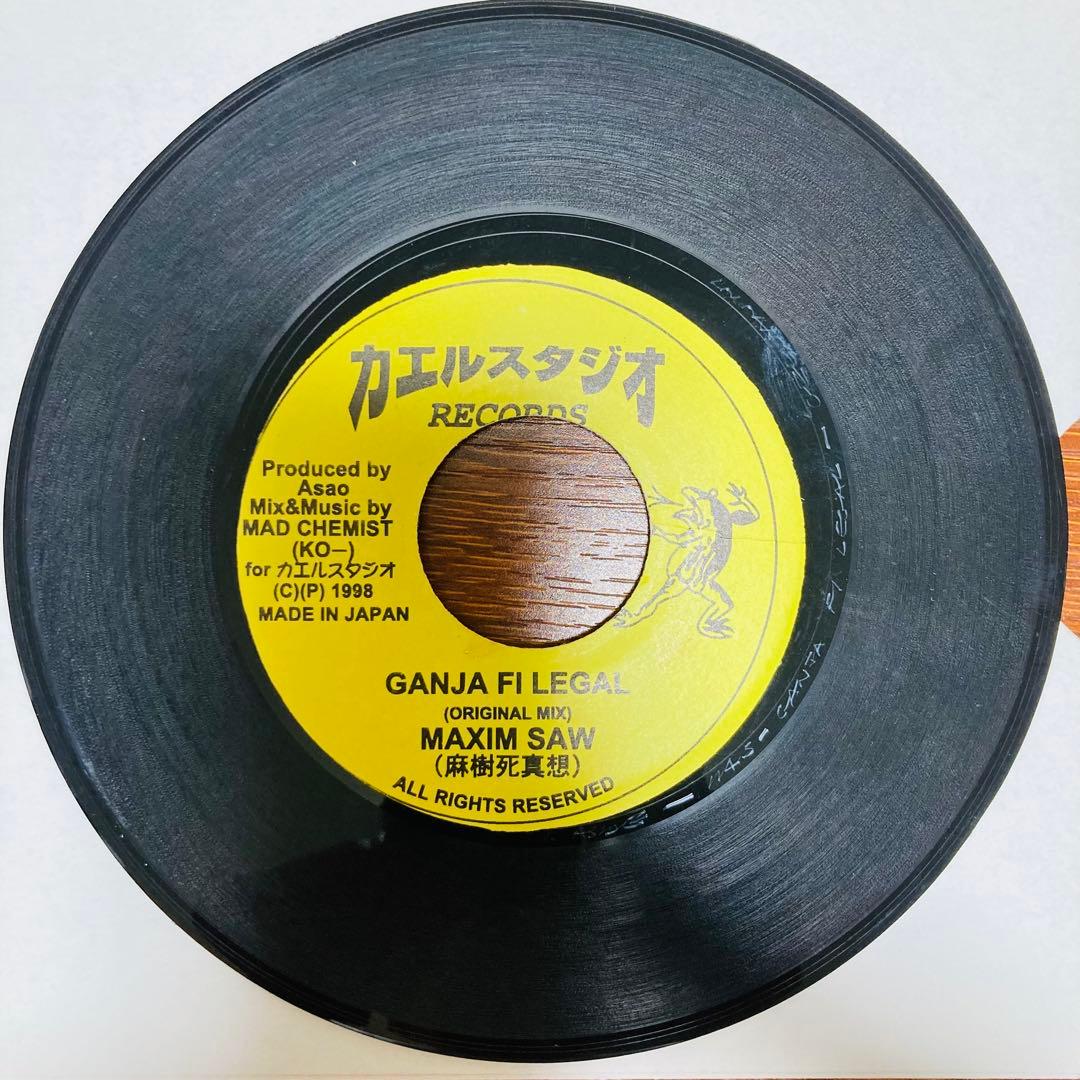 カエルスタジオ
RECORDS
Produced by
Asao
Mix&Music by
MAD CHEMIST
(KO—)
for カエルスタジオ
(C)(P) 1998
MADE IN JAPAN
GANJA FI LEGAL
(ORIGINAL MIX)
MAXIM SAW
(麻樹死真想)
ALL RIGHTS RESERVED